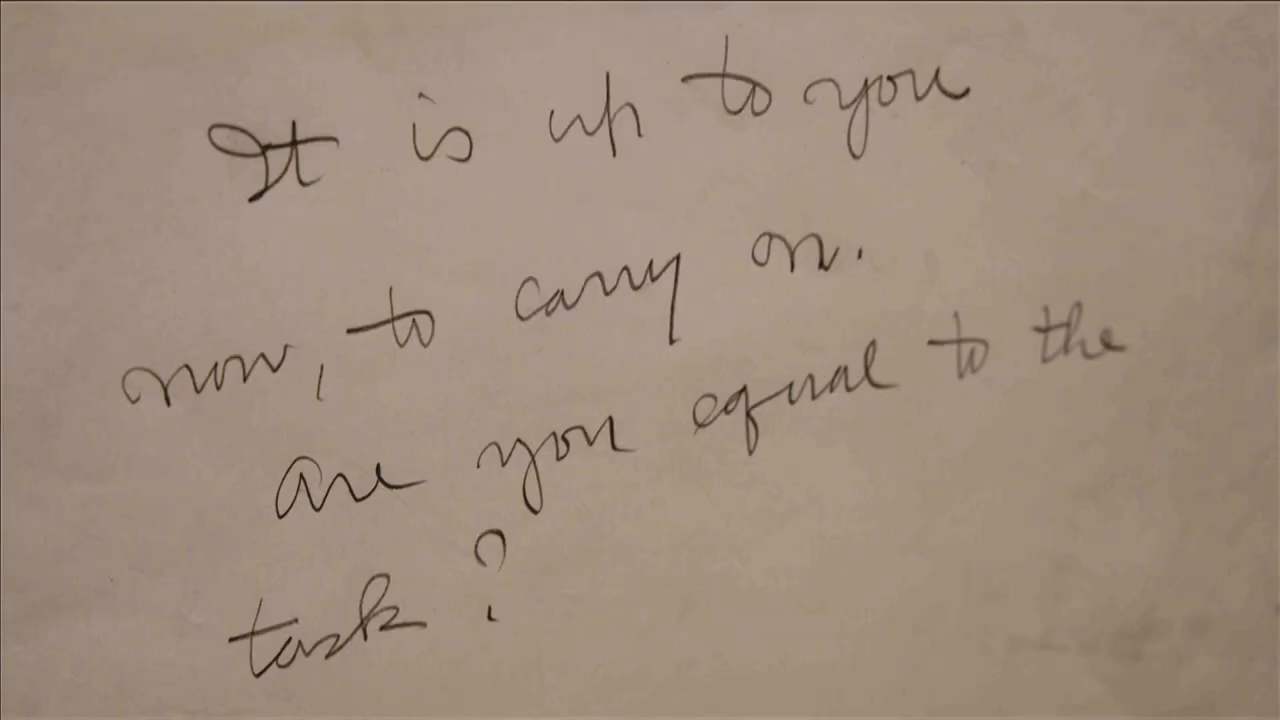 It is up to you
now, to carry on.
are you equal to the
task?